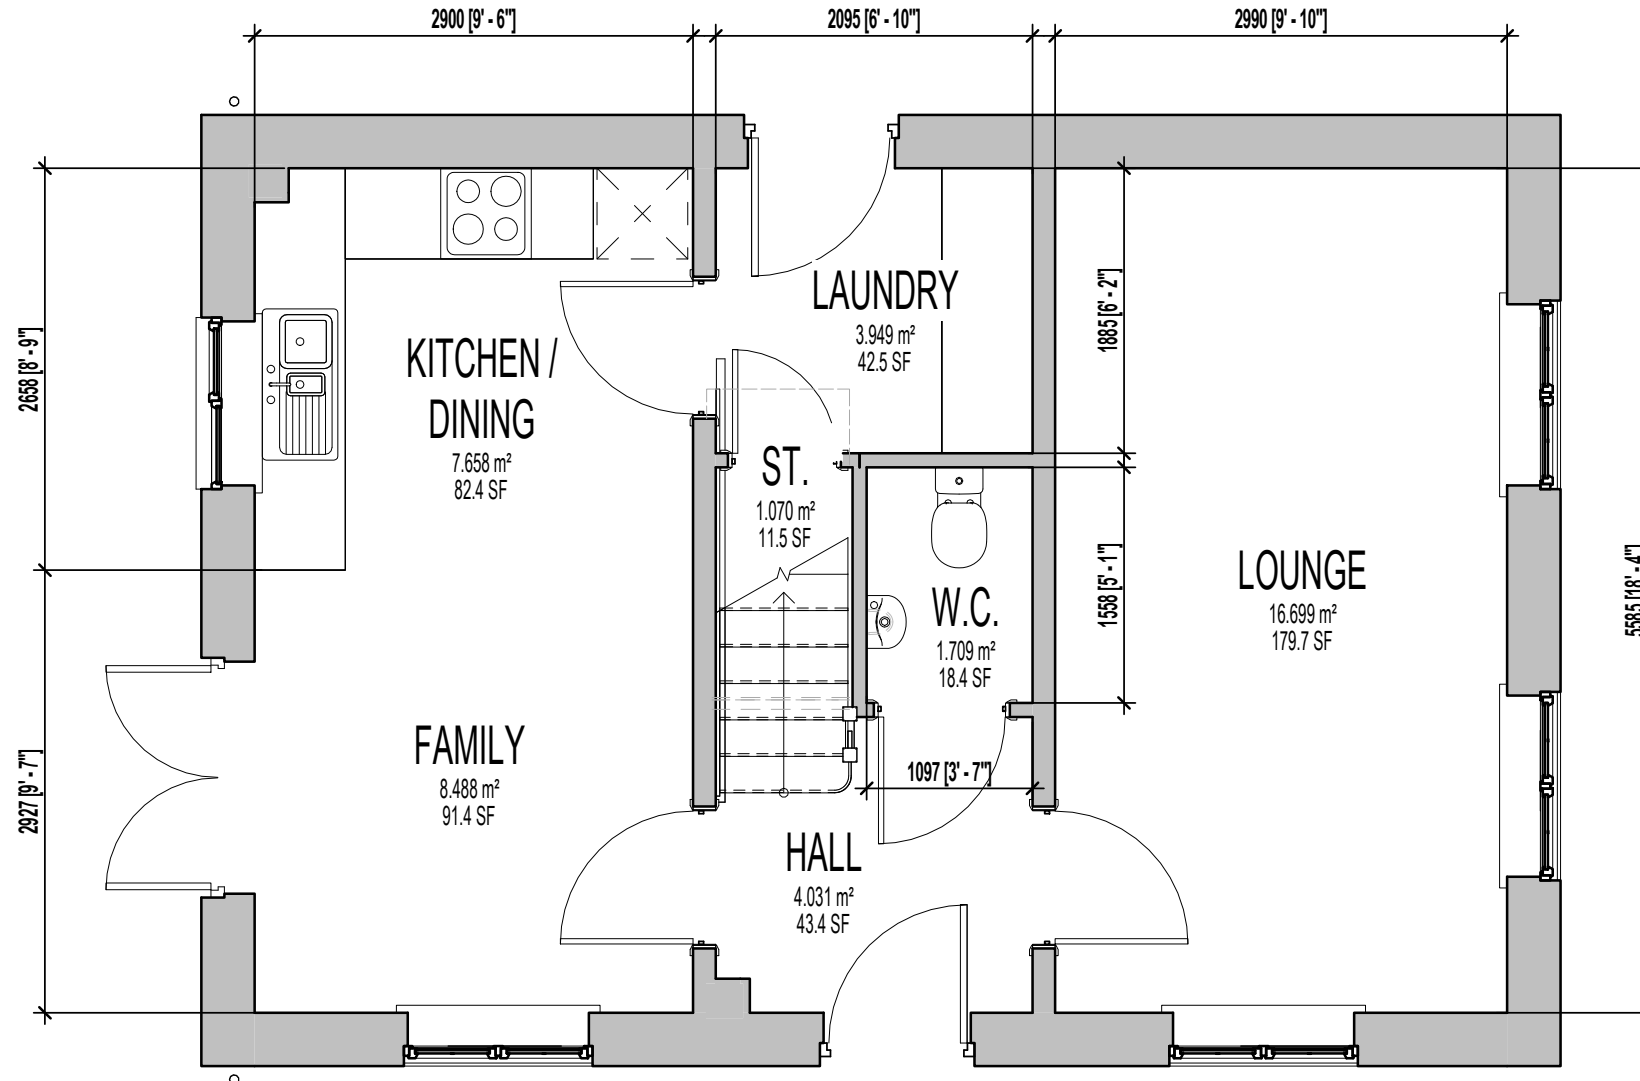 2900 [9' - 6"]
2095 [6' - 10"]
2990 [9' - 10"]
2658 [8' - 9"]
2927 [9' - 7"]
KITCHEN /
DINING
7.658 m²
82.4 SF
FAMILY
8.488 m²
91.4 SF
LAUNDRY
3.949 m²
42.5 SF
ST.
1.070 m²
11.5 SF
W.C.
1.709 m²
18.4 SF
1097 [3' - 7"]
HALL
4.031 m²
43.4 SF
1885 [6' - 2"]
1558 [5' - 1"]
LOUNGE
16.699 m²
179.7 SF
5585 [18' - 4"]